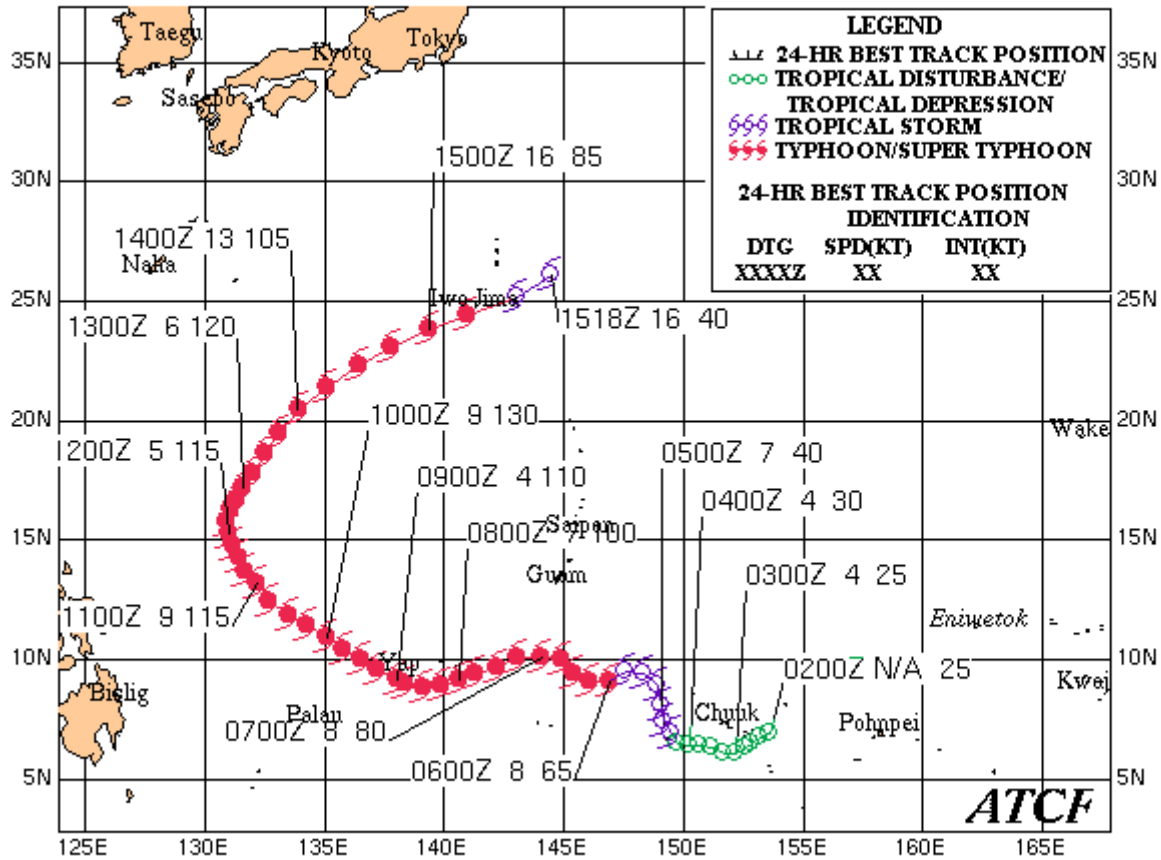 35N
30N
25N
20N
15N
10N
5N
Taegu
Kyoto
Tokyo
Sasebo
Naha
Iwo Jima
Wake
Saipan
Guam
Eniwetok
Yap
Bislig
Palau
Chuuk
Pohnpei
Kwaj
1500Z 16 85
1400Z 13 105
1300Z 6 120
1518Z 16 40
1200Z 5 115
1000Z 9 130
0500Z 7 40
0900Z 4 110
0400Z 4 30
0800Z 7 100
0300Z 4 25
1100Z 9 115
0200Z N/A 25
0700Z 8 80
0600Z 8 65
LEGEND
24-HR BEST TRACK POSITION
TROPICAL DISTURBANCE/
TROPICAL DEPRESSION
TROPICAL STORM
TYPHOON/SUPER TYPHOON
24-HR BEST TRACK POSITION
IDENTIFICATION
DTG SPD(KT) INT(KT)
XXXXZ XX XX
35N
30N
25N
20N
15N
10N
5N
ATCF
125E 130E 135E 140E 145E 150E 155E 160E 165E